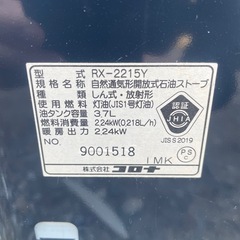 型式 RX-2215Y
規格名称 自然通気形開放式石油ストーブ
種類 しん式・放射形
使用燃料 灯油(JIS1号灯油)
油タンク容量 3.7L
燃料消費量 2.24kW(0.218L/h)
暖房出力 2.24kW
認証
JHIA
JIS S 2019
NO. 9001518
IMK
PSC
株式会社 コロナ